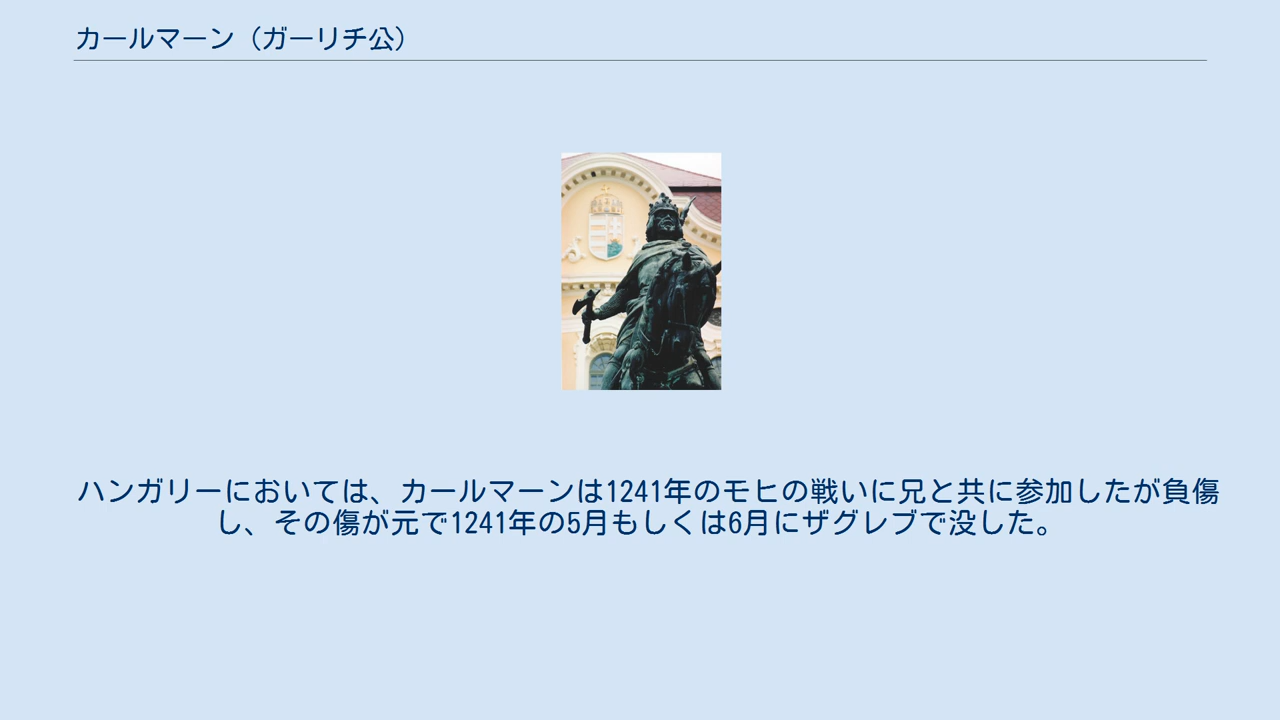 カールマーン（ガーリチ公）
ハンガリーにおいては、カールマーンは1241年のモヒの戦いに兄と共に参加したが負傷
し、その傷が元で1241年の5月もしくは6月にザグレブで没した。